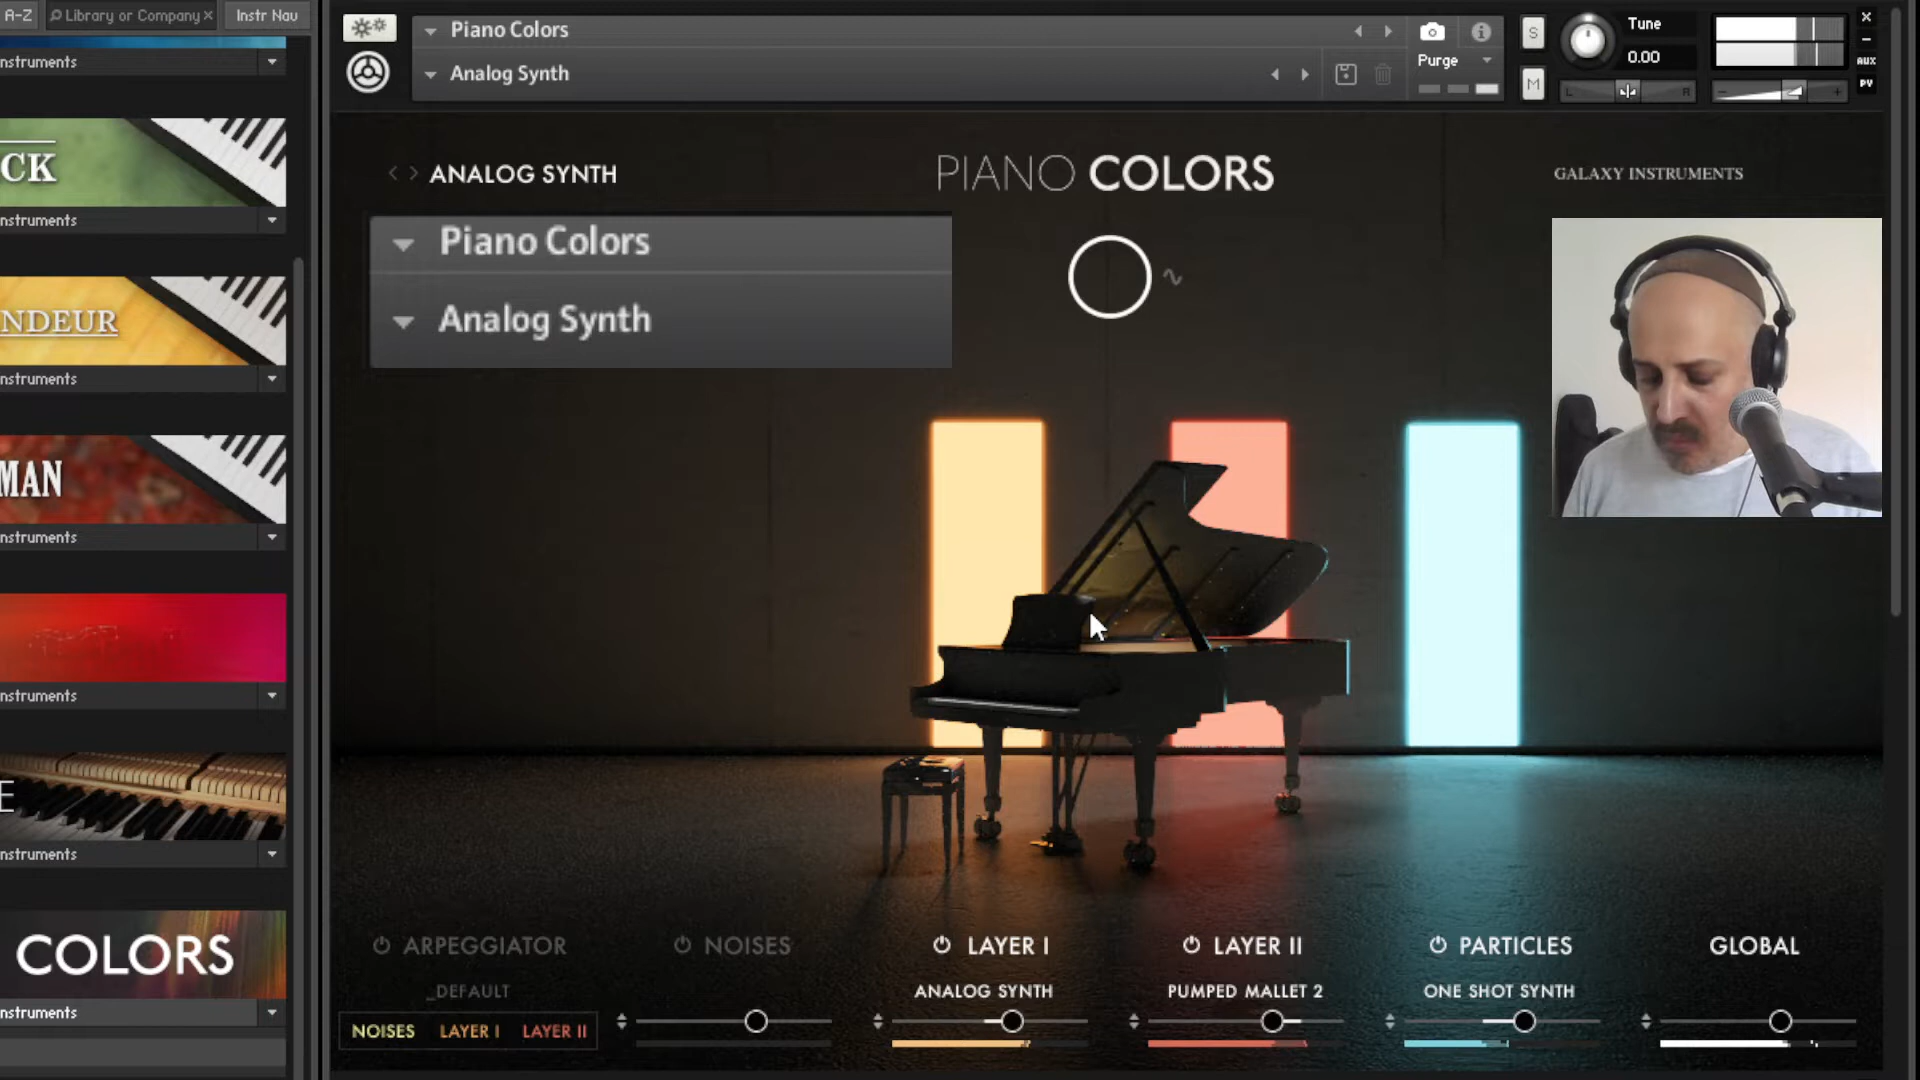 A-Z
Library or Company
Instr Nav
nstruments
CK
nstruments
NDEUR
nstruments
MAN
nstruments
nstruments
E
nstruments
COLORS
nstruments
Piano Colors
Analog Synth
Purge
S
M
Tune
0.00
L
R
AUX
PV
ANALOG SYNTH
PIANO COLORS
GALAXY INSTRUMENTS
Piano Colors
Analog Synth
ARPEGGIATOR
NOISES
LAYER I
LAYER II
PARTICLES
GLOBAL
_DEFAULT
ANALOG SYNTH
PUMPED MALLET 2
ONE SHOT SYNTH
NOISES LAYER I LAYER II